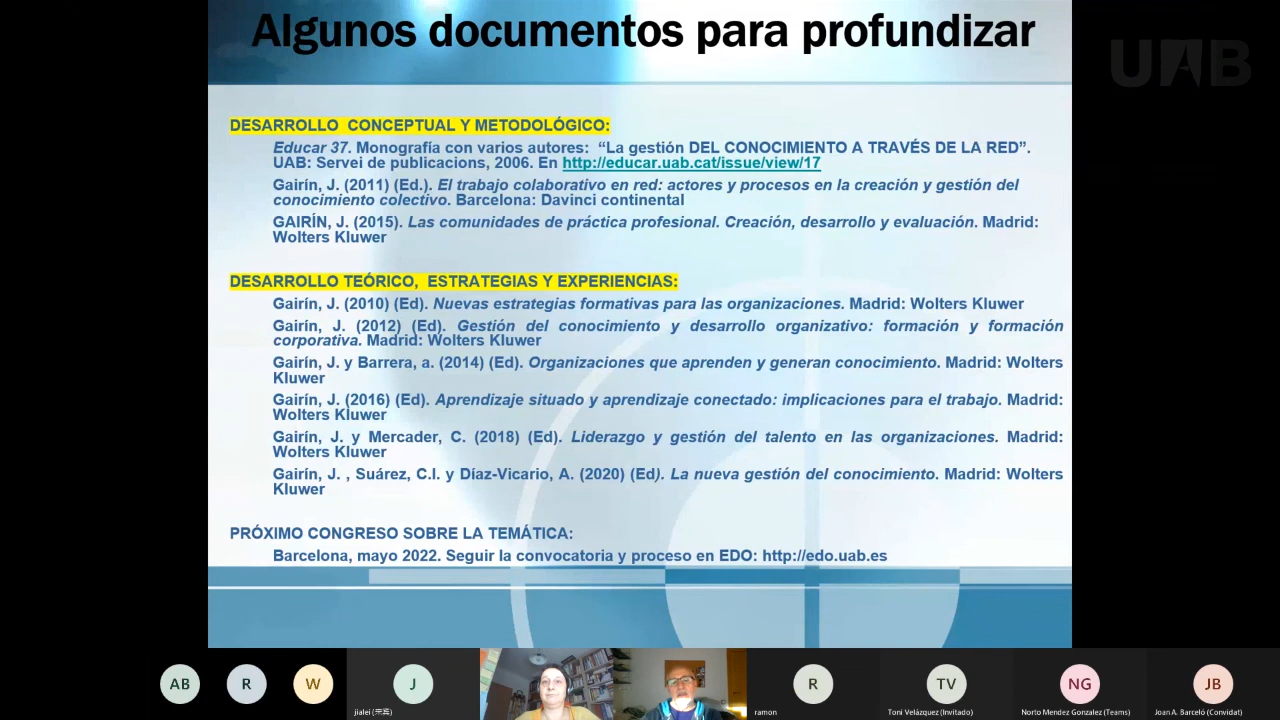 Algunos documentos para profundizar
UAB
DESARROLLO CONCEPTUAL Y METODOLÓGICO:
Educar 37. Monografía con varios autores: “La gestión DEL CONOCIMIENTO A TRAVÉS DE LA RED”.
UAB: Servei de publicacions, 2006. En http://educar.uab.cat/issue/view/17
Gairín, J. (2011) (Ed.). El trabajo colaborativo en red: actores y procesos en la creación y gestión del
conocimiento colectivo. Barcelona: Davinci continental
GAIRÍN, J. (2015). Las comunidades de práctica profesional. Creación, desarrollo y evaluación. Madrid:
Wolters Kluwer
DESARROLLO TEÓRICO, ESTRATEGIAS Y EXPERIENCIAS:
Gairín, J. (2010) (Ed). Nuevas estrategias formativas para las organizaciones. Madrid: Wolters Kluwer
Gairín, J. (2012) (Ed). Gestión del conocimiento y desarrollo organizativo: formación y formación
corporativa. Madrid: Wolters Kluwer
Gairín, J. y Barrera, a. (2014) (Ed). Organizaciones que aprenden y generan conocimiento. Madrid: Wolters
Kluwer
Gairín, J. (2016) (Ed). Aprendizaje situado y aprendizaje conectado: implicaciones para el trabajo. Madrid:
Wolters Kluwer
Gairín, J. y Mercader, C. (2018) (Ed). Liderazgo y gestión del talento en las organizaciones. Madrid:
Wolters Kluwer
Gairín, J. , Suárez, C.I. y Díaz-Vicario, A. (2020) (Ed). La nueva gestión del conocimiento. Madrid: Wolters
Kluwer
PRÓXIMO CONGRESO SOBRE LA TEMÁTICA:
Barcelona, mayo 2022. Seguir la convocatoria y proceso en EDO: http://edo.uab.es
AB
R
W
J
R
TV
NG
JB
jialei
ramon
Toni Velázquez (Invitado)
Norto Mendez Gonzalez (Teams)
Joan A. Barceló (Convidat)